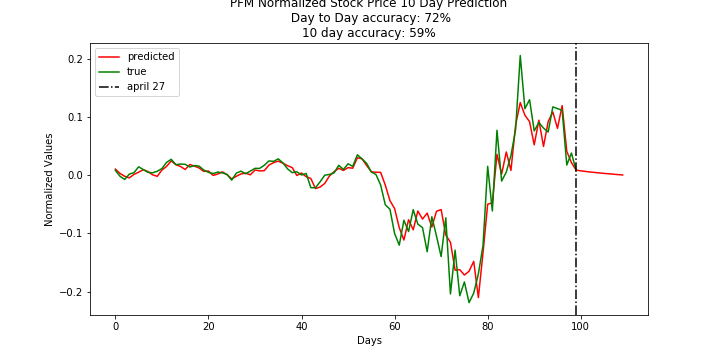 PFM Normalized Stock Price 10 Day Prediction
Day to Day accuracy: 72%
10 day accuracy: 59%
predicted
true
april 27
Normalized Values
0.2
0.1
0.0
−0.1
−0.2
0
20
40
60
80
100
Days